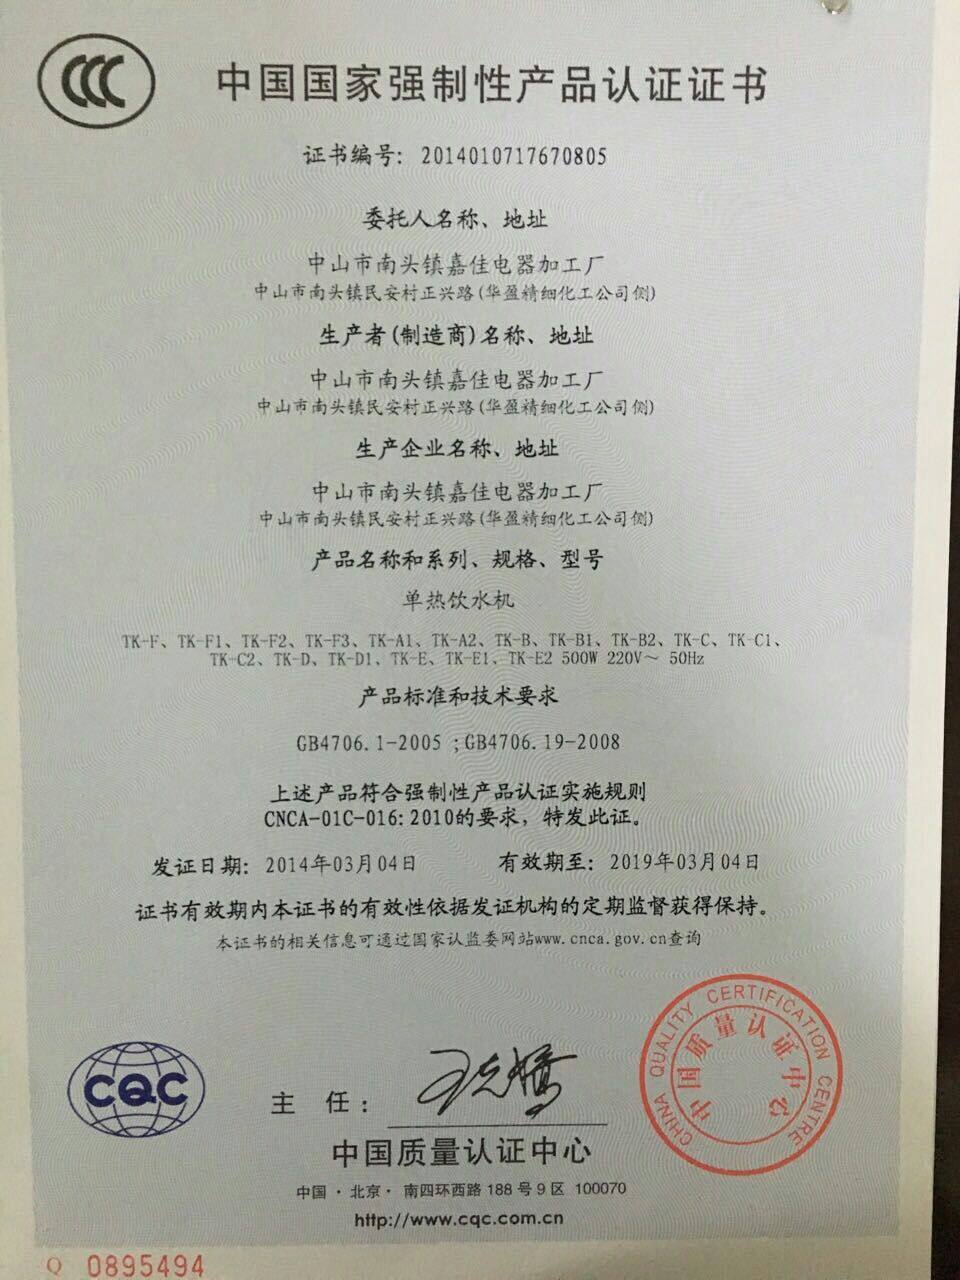 中国国家强制性产品认证证书
证书编号: 2014010717670805
委托人名称、地址
中山市南头镇嘉佳电器加工厂
中山市南头镇民安村正兴路(华盈精细化工公司侧)
生产者(制造商)名称、地址
中山市南头镇嘉佳电器加工厂
中山市南头镇民安村正兴路(华盈精细化工公司侧)
生产企业名称、地址
中山市南头镇嘉佳电器加工厂
中山市南头镇民安村正兴路(华盈精细化工公司侧)
产品名称和系列、规格、型号
单热饮水机
TK-F、TK-F1、TK-F2、TK-F3、TK-A1、TK-A2、TK-B、TK-B1、TK-B2、TK-C、TK-C1、
TK-C2、TK-D、TK-D1、TK-E、TK-E1、TK-E2 500W 220V～ 50Hz
产品标准和技术要求
GB4706.1-2005 ;GB4706.19-2008
上述产品符合强制性产品认证实施规则
CNCA-01C-016:2010的要求，特发此证。
发证日期: 2014年03月04日 有效期至: 2019年03月04日
证书有效期内本证书的有效性依据发证机构的定期监督获得保持。
本证书的相关信息可通过国家认监委网站www.cnca.gov.cn查询
CQC
主 任:
CHINA QUALITY CERTIFICATION CENTRE
中国质量认证中心
中国质量认证中心
中国·北京·南四环西路 188 号 9 区 100070
http://www.cqc.com.cn
Q 0895494